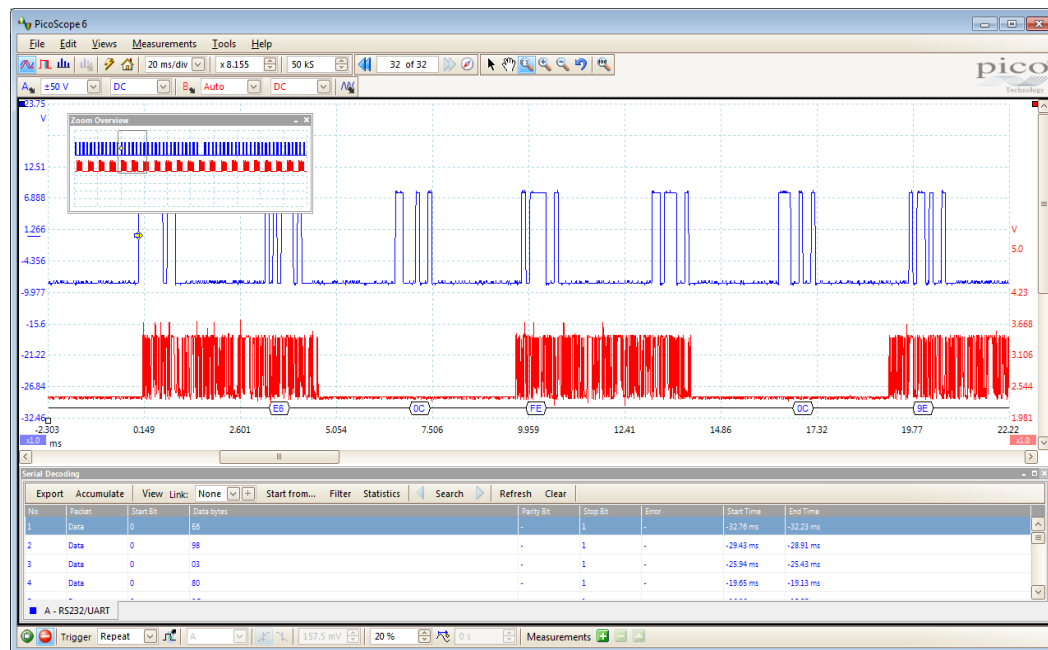 PicoScope 6
File Edit Views Measurements Tools Help
20 ms/div x 8.155 50 kS 32 of 32
pico
Technology
A ±50 V DC B Auto DC
23.75
V
Zoom Overview
12.51
6.888
1.266
-4.356
-9.977
-15.6
-21.22
-26.84
-32.46
V
5.0
4.23
3.668
3.106
2.544
1.981
E6 0C FE 0C 9E
-2.303 0.149 2.601 5.054 7.506 9.959 12.41 14.86 17.32 19.77 22.22
x1.0 ms x1.0
Serial Decoding
Export Accumulate View Link: None Start from... Filter Statistics Search Refresh Clear
No Packet Start Bit Data bytes Parity Bit Stop Bit Error Start Time End Time
1 Data 0 E6 - 1 - -32.76 ms -32.23 ms
2 Data 0 98 - 1 - -29.43 ms -28.91 ms
3 Data 0 03 - 1 - -25.94 ms -25.43 ms
4 Data 0 80 - 1 - -19.65 ms -19.13 ms
A - RS232/UART
Trigger Repeat A 157.5 mV 20 % 0 s Measurements